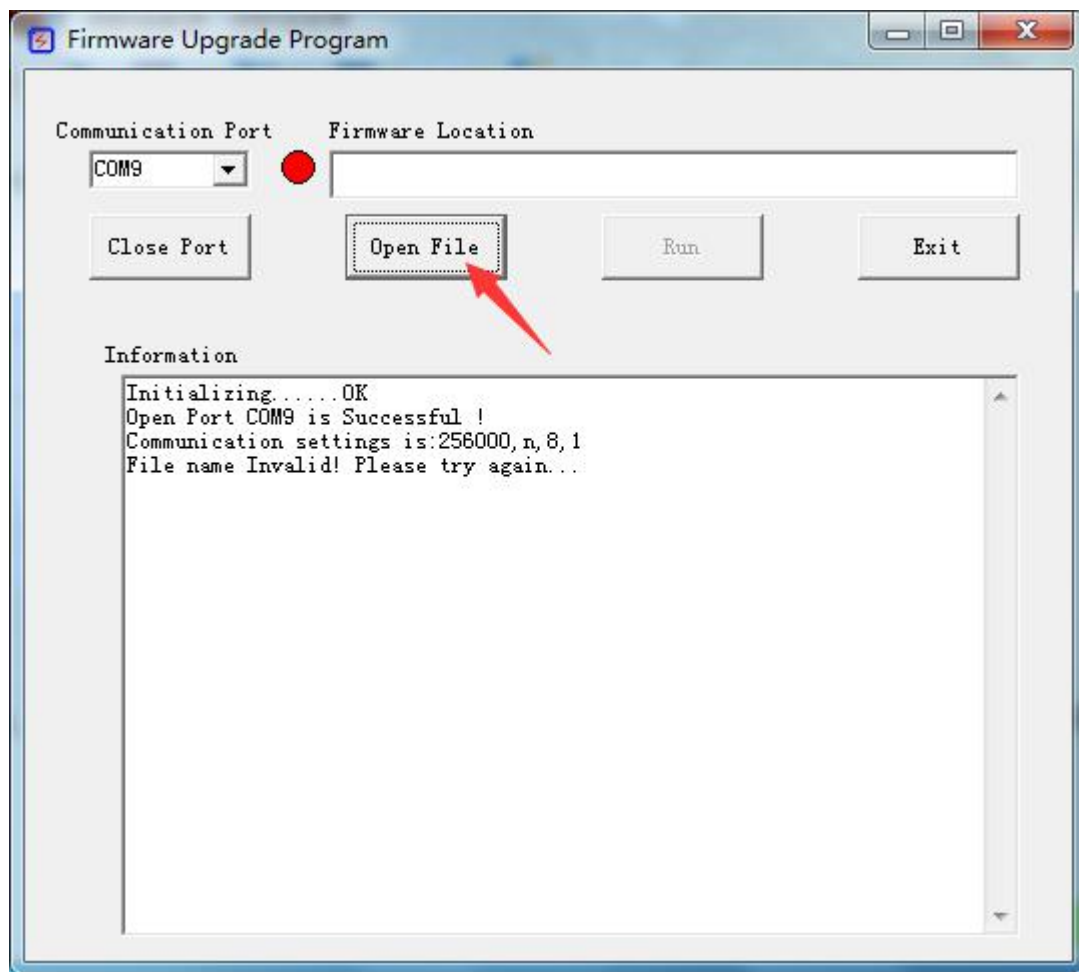 Firmware Upgrade Program
Communication Port Firmware Location
COM9
Close Port Open File Run Exit
Information
Initializing......OK
Open Port COM9 is Successful !
Communication settings is:256000,n,8,1
File name Invalid! Please try again...